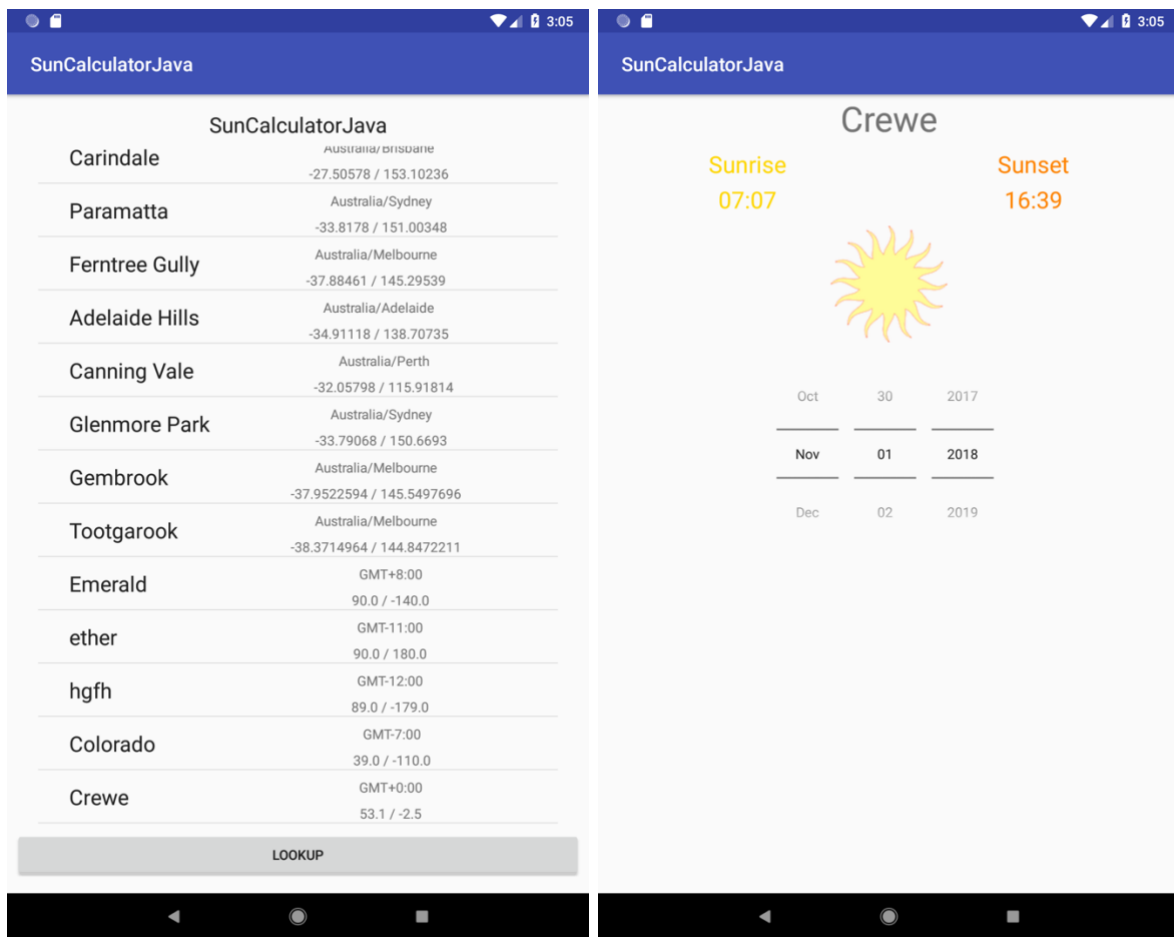 3:05
SunCalculatorJava
SunCalculatorJava
Carindale
Australia/Brisbane
-27.50578 / 153.10236
Paramatta
Australia/Sydney
-33.8178 / 151.00348
Ferntree Gully
Australia/Melbourne
-37.88461 / 145.29539
Adelaide Hills
Australia/Adelaide
-34.91118 / 138.70735
Canning Vale
Australia/Perth
-32.05798 / 115.91814
Glenmore Park
Australia/Sydney
-33.79068 / 150.6693
Gembrook
Australia/Melbourne
-37.9522594 / 145.5497696
Tootgarook
Australia/Melbourne
-38.3714964 / 144.8472211
Emerald
GMT+8:00
90.0 / -140.0
ether
GMT-11:00
90.0 / 180.0
hgfh
GMT-12:00
89.0 / -179.0
Colorado
GMT-7:00
39.0 / -110.0
Crewe
GMT+0:00
53.1 / -2.5
LOOKUP
3:05
SunCalculatorJava
Crewe
Sunrise Sunset
07:07 16:39
Oct 30 2017
Nov 01 2018
Dec 02 2019